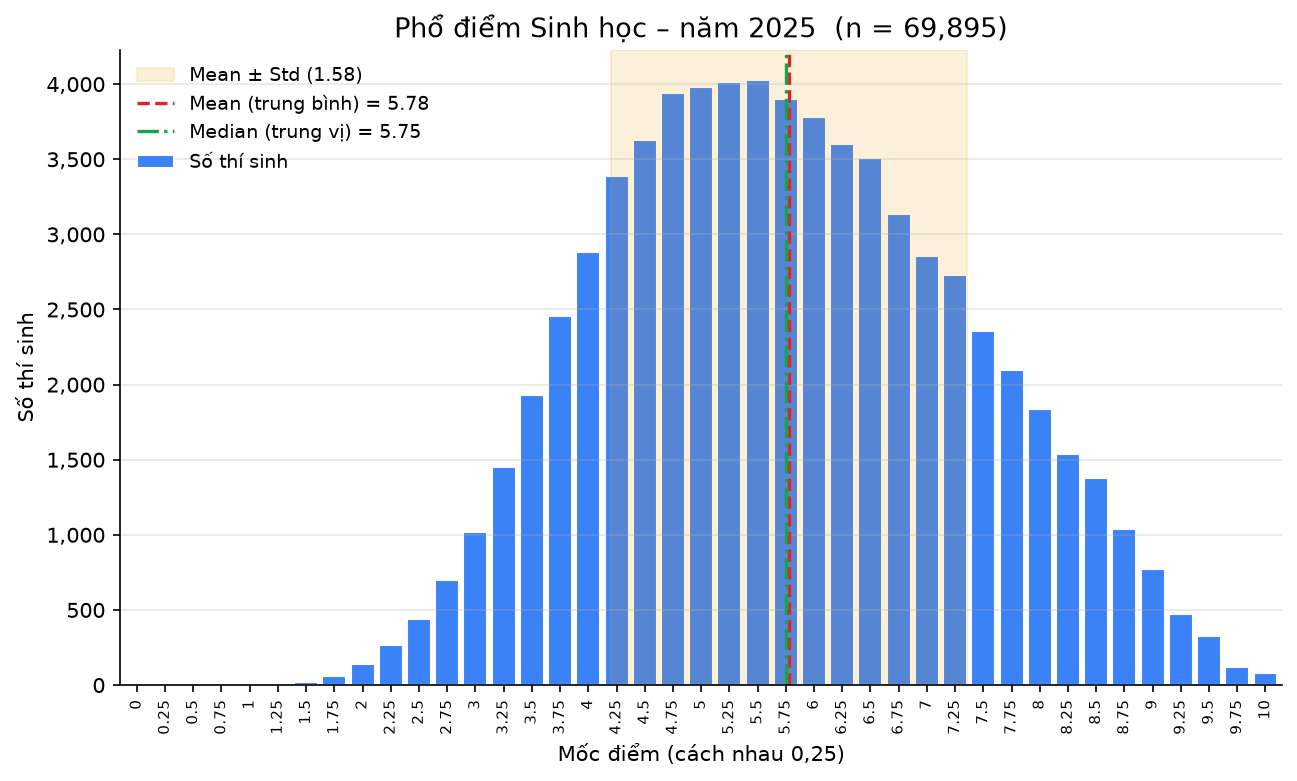 Phổ điểm Sinh học – năm 2025 (n = 69,895)
Mean ± Std (1.58)
Mean (trung bình) = 5.78
Median (trung vị) = 5.75
Số thí sinh
Số thí sinh
4,000
3,500
3,000
2,500
2,000
1,500
1,000
500
0
0 0.25 0.5 0.75 1 1.25 1.5 1.75 2 2.25 2.5 2.75 3 3.25 3.5 3.75 4 4.25 4.5 4.75 5 5.25 5.5 5.75 6 6.25 6.5 6.75 7 7.25 7.5 7.75 8 8.25 8.5 8.75 9 9.25 9.5 9.75 10
Mốc điểm (cách nhau 0,25)